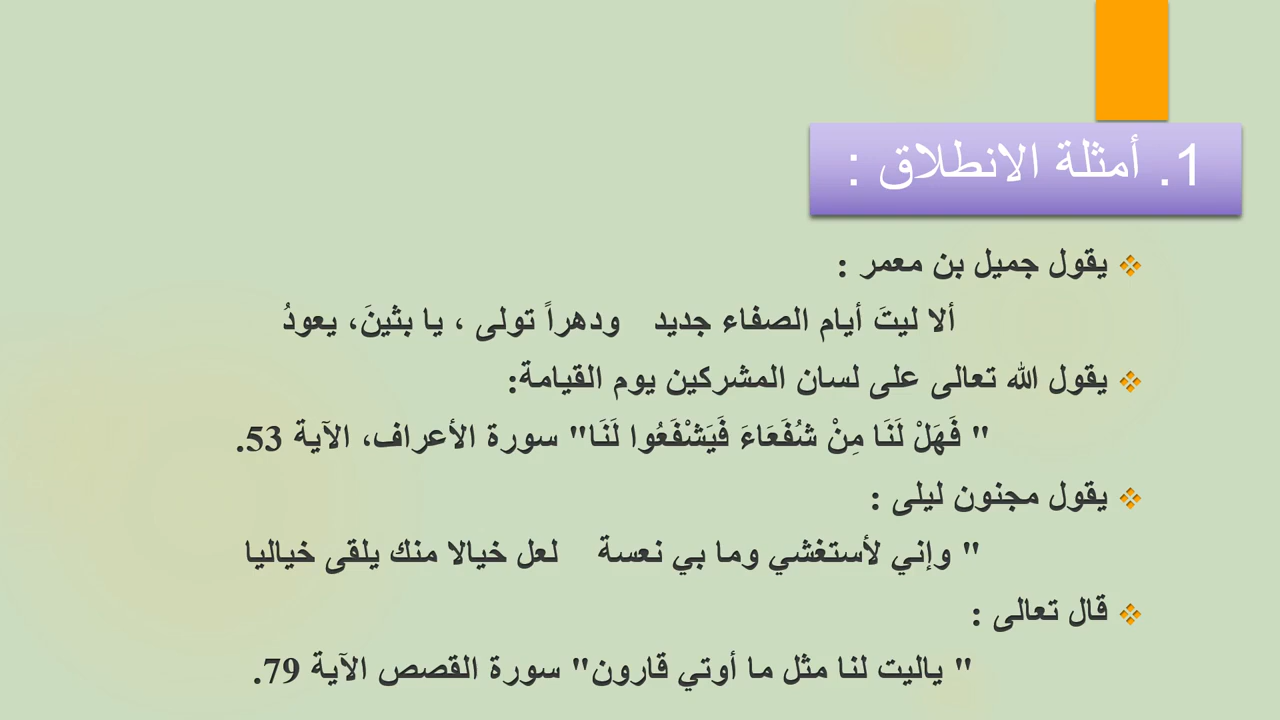 1. أمثلة الانطلاق :
يقول جميل بن معمر :
ألا ليتَ أيام الصفاء جديد ودهراً تولى ، يا بثينَ، يعودُ
يقول الله تعالى على لسان المشركين يوم القيامة:
" فَهَلْ لَنَا مِنْ شُفَعَاءَ فَيَشْفَعُوا لَنَا" سورة الأعراف، الآية 53.
يقول مجنون ليلى :
" وإني لأستغشي وما بي نعسة لعل خيالا منك يلقى خياليا
قال تعالى :
" ياليت لنا مثل ما أوتي قارون" سورة القصص الآية 79.